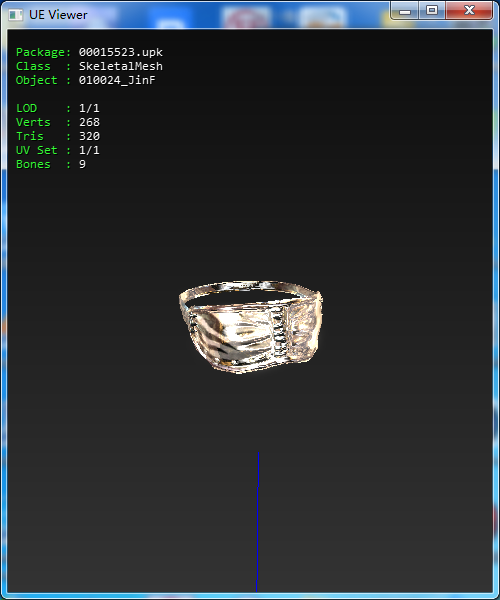 UE Viewer
Package: 00015523.upk
Class : SkeletalMesh
Object : 010024_JinF
LOD : 1/1
Verts : 268
Tris : 320
UV Set : 1/1
Bones : 9